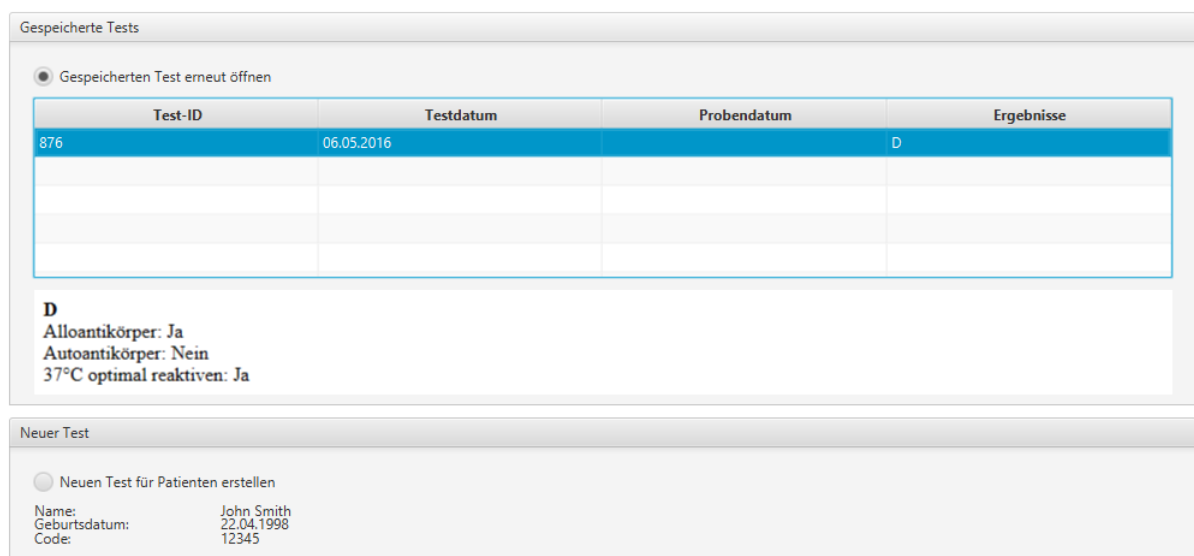 Gespeicherte Tests
Gespeicherten Test erneut öffnen
Test-ID Testdatum Probendatum Ergebnisse
876 06.05.2016 D
D
Alloantikörper: Ja
Autoantikörper: Nein
37°C optimal reaktiven: Ja
Neuer Test
Neuen Test für Patienten erstellen
Name: John Smith
Geburtsdatum: 22.04.1998
Code: 12345